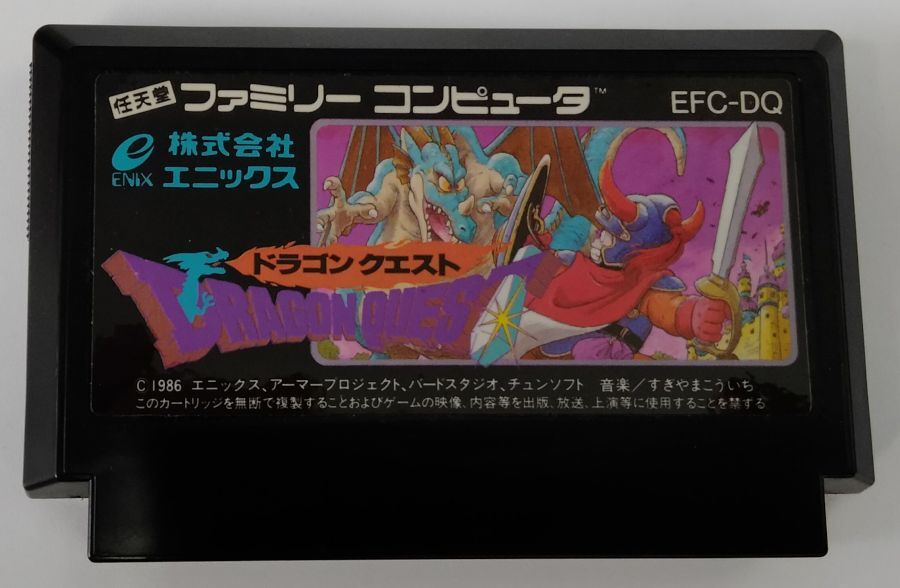 任天堂 ファミリー コンピュータ™ EFC-DQ
e 株式会社
ENIX エニックス
ドラゴンクエスト
DRAGON QUEST
C 1986 エニックス、アーマープロジェクト、バードスタジオ、チュンソフト 音楽／すぎやまこういち
このカートリッジを無断で複製することおよびゲームの映像、内容等を出版、放送、上演等に使用することを禁する